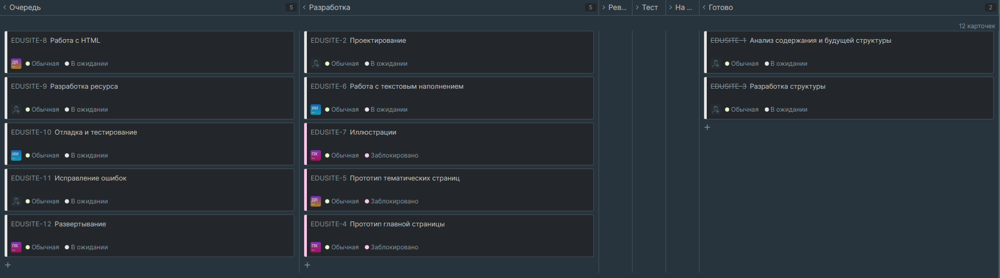 Очередь 5
EDUSITE-8 Работа с HTML
ДП Обычная В ожидании
EDUSITE-9 Разработка ресурса
Обычная В ожидании
EDUSITE-10 Отладка и тестирование
ИИ Обычная В ожидании
EDUSITE-11 Исправление ошибок
Обычная В ожидании
EDUSITE-12 Развертывание
ПК Обычная В ожидании
Разработка 5
EDUSITE-2 Проектирование
Обычная В ожидании
EDUSITE-6 Работа с текстовым наполнением
ИИ Обычная В ожидании
EDUSITE-7 Иллюстрации
ПК Обычная Заблокировано
EDUSITE-5 Прототип тематических страниц
ДП Обычная Заблокировано
EDUSITE-4 Прототип главной страницы
ПК Обычная Заблокировано
Рев...
Тест
На ...
Готово 2
12 карточек
EDUSITE-1 Анализ содержания и будущей структуры
Обычная В ожидании
EDUSITE-3 Разработка структуры
Обычная В ожидании